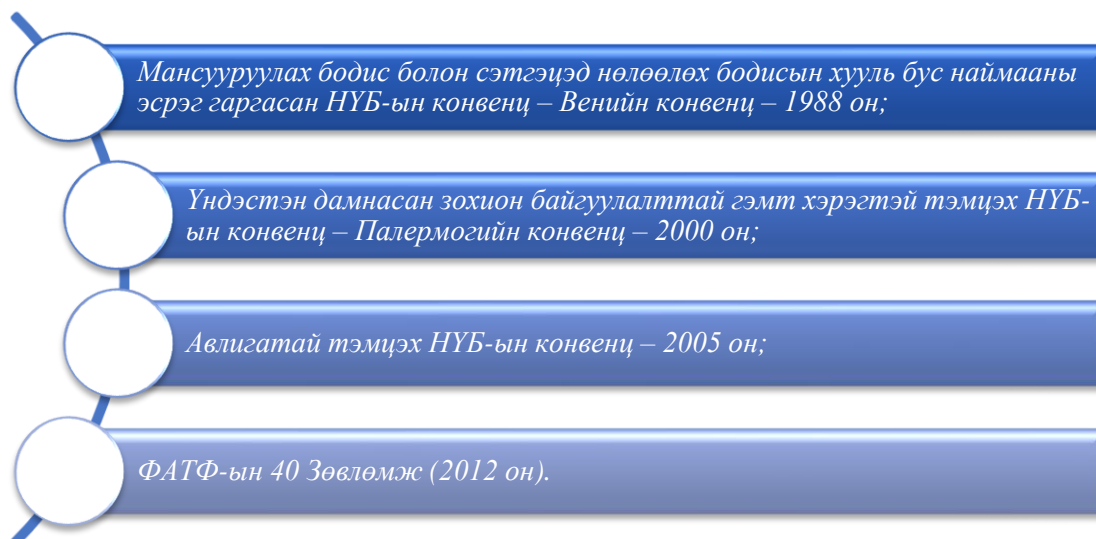 Мансууруулах бодис болон сэтгэцэд нөлөөлөх бодисын хууль бус наймааны
эсрэг гаргасан НҮБ-ын конвенц – Венийн конвенц – 1988 он;
Үндэстэн дамнасан зохион байгуулалттай гэмт хэрэгтэй тэмцэх НҮБ-
ын конвенц – Палермогийн конвенц – 2000 он;
Авлигатай тэмцэх НҮБ-ын конвенц – 2005 он;
ФАТФ-ын 40 Зөвлөмж (2012 он).